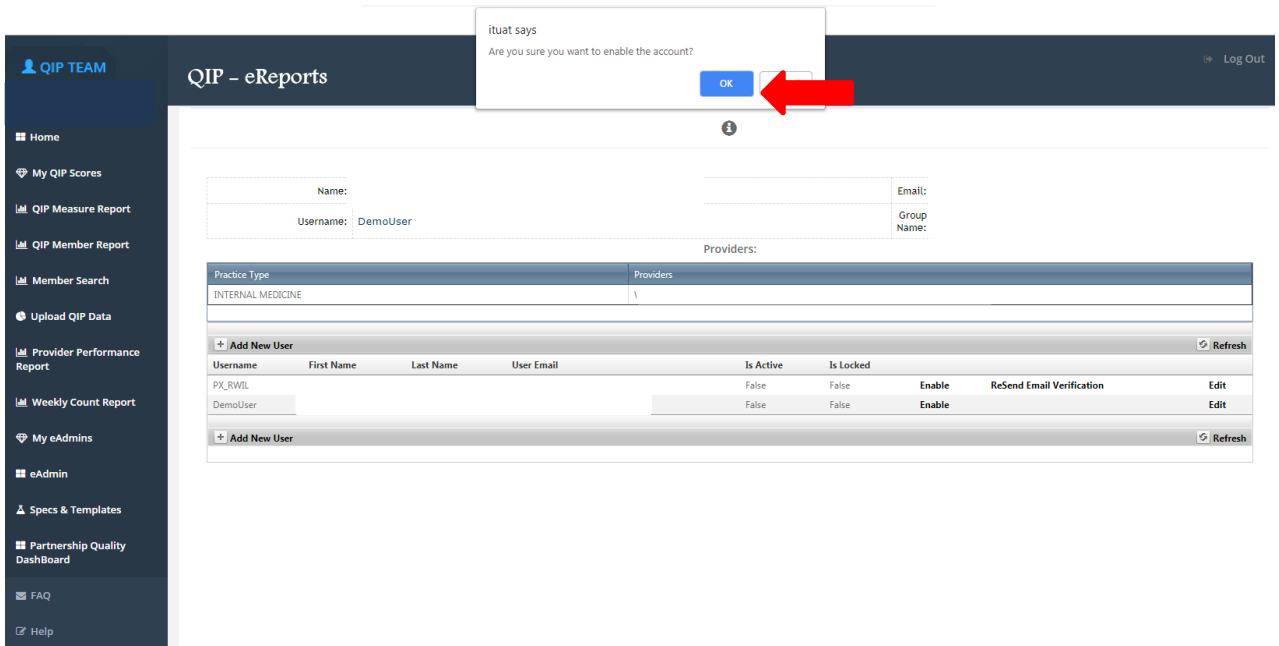 ituat says
Are you sure you want to enable the account?
OK
QIP TEAM
QIP – eReports
Log Out
Home
My QIP Scores
QIP Measure Report
QIP Member Report
Member Search
Upload QIP Data
Provider Performance
Report
Weekly Count Report
My eAdmins
eAdmin
Specs & Templates
Partnership Quality
DashBoard
FAQ
Help
Name:
Email:
Username: DemoUser
Group
Name:
Providers:
Practice Type Providers
INTERNAL MEDICINE
Add New User Refresh
Username First Name Last Name User Email Is Active Is Locked
PX_RWIL False False Enable ReSend Email Verification Edit
DemoUser False False Enable Edit
Add New User Refresh